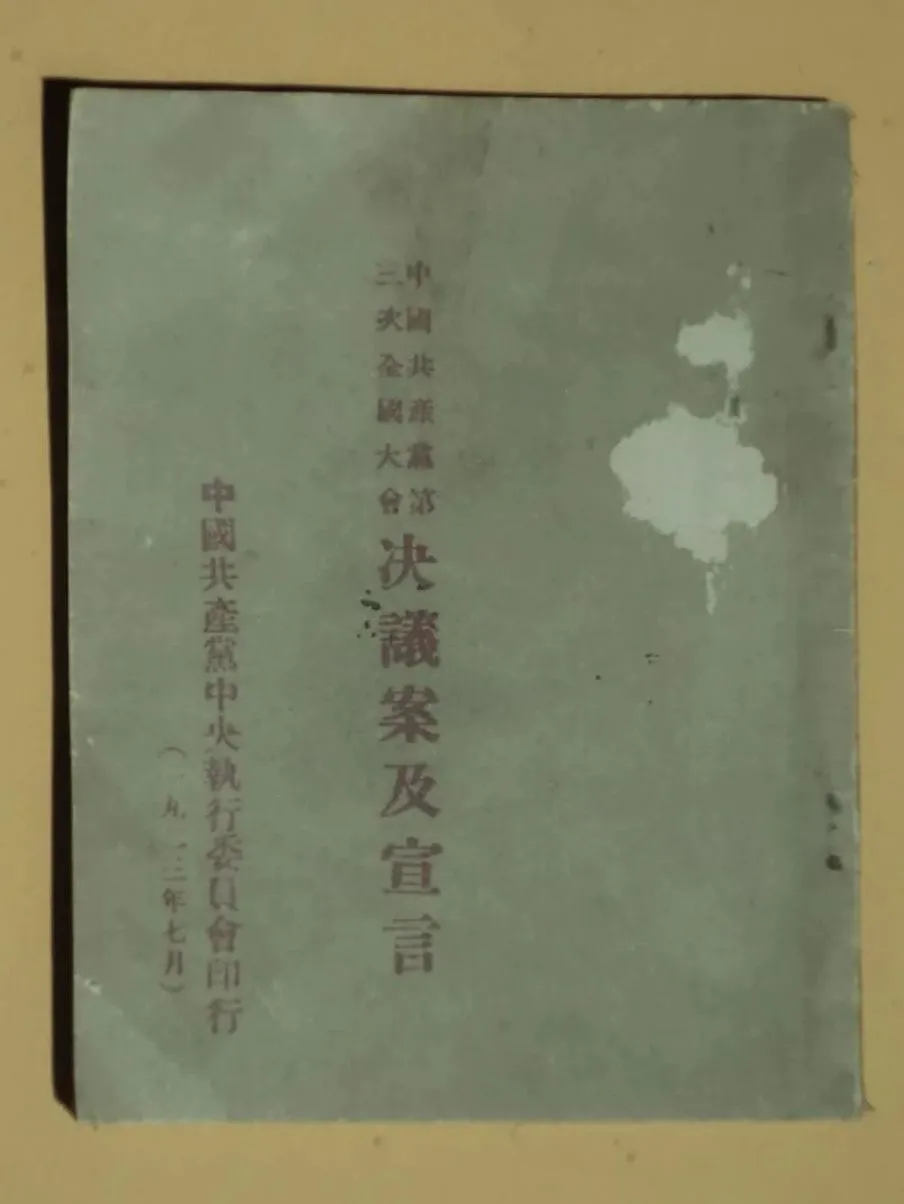 中國共產黨第
三次全國大會
决議案及宣言
中國共產黨中央執行委員會印行
(一九二三年七月)